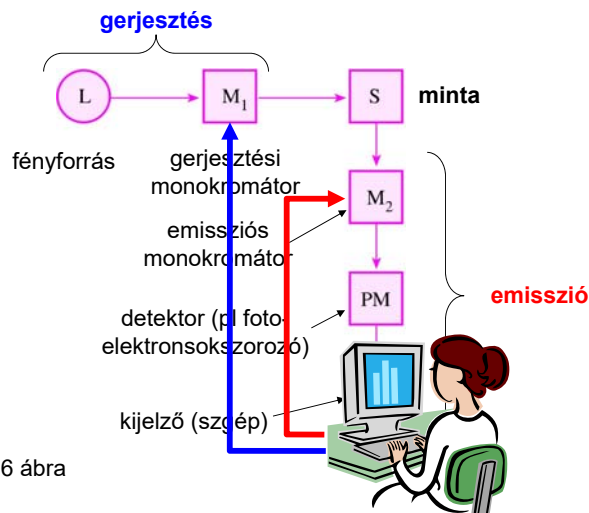 gerjesztés
L
M1
S
minta
fényforrás
gerjesztési
monokromátor
M2
emissziós
monokromátor
PM
emisszió
detektor (pl foto-
elektronsokszorozó)
kijelző (szgép)
6 ábra